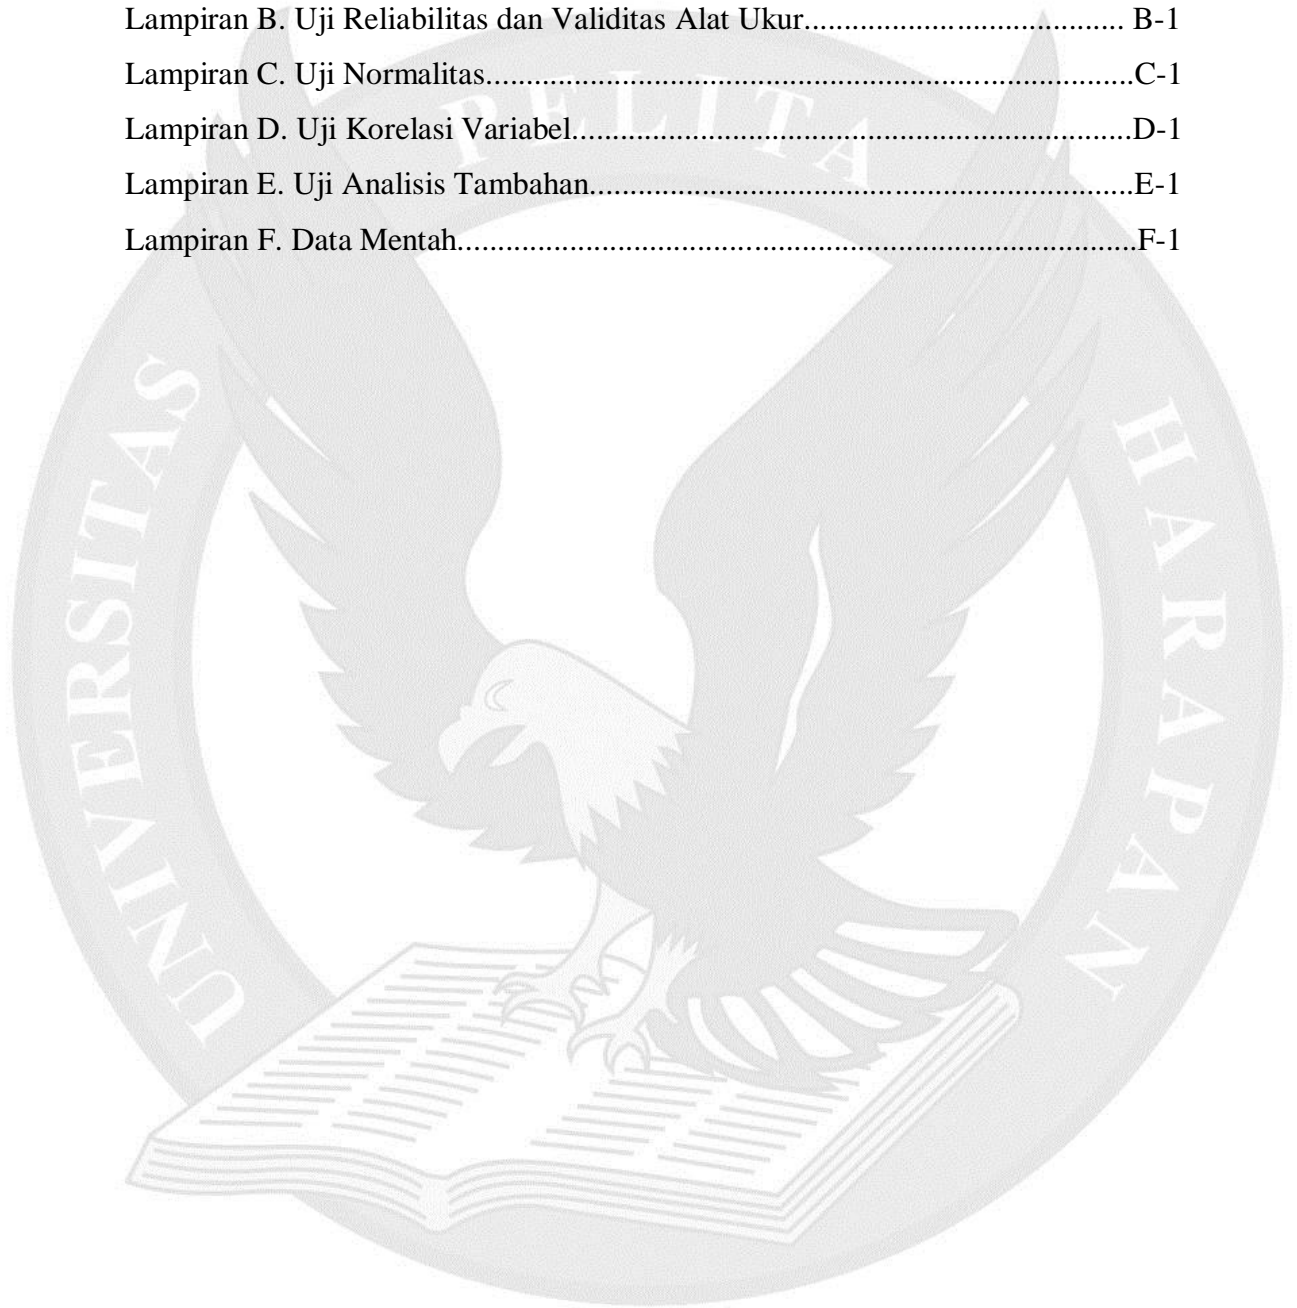 Lampiran B. Uji Reliabilitas dan Validitas Alat Ukur....................................... B-1
Lampiran C. Uji Normalitas...............................................................................C-1
Lampiran D. Uji Korelasi Variabel....................................................................D-1
Lampiran E. Uji Analisis Tambahan..................................................................E-1
Lampiran F. Data Mentah...................................................................................F-1
UNIVERSITAS PELITA HARAPAN